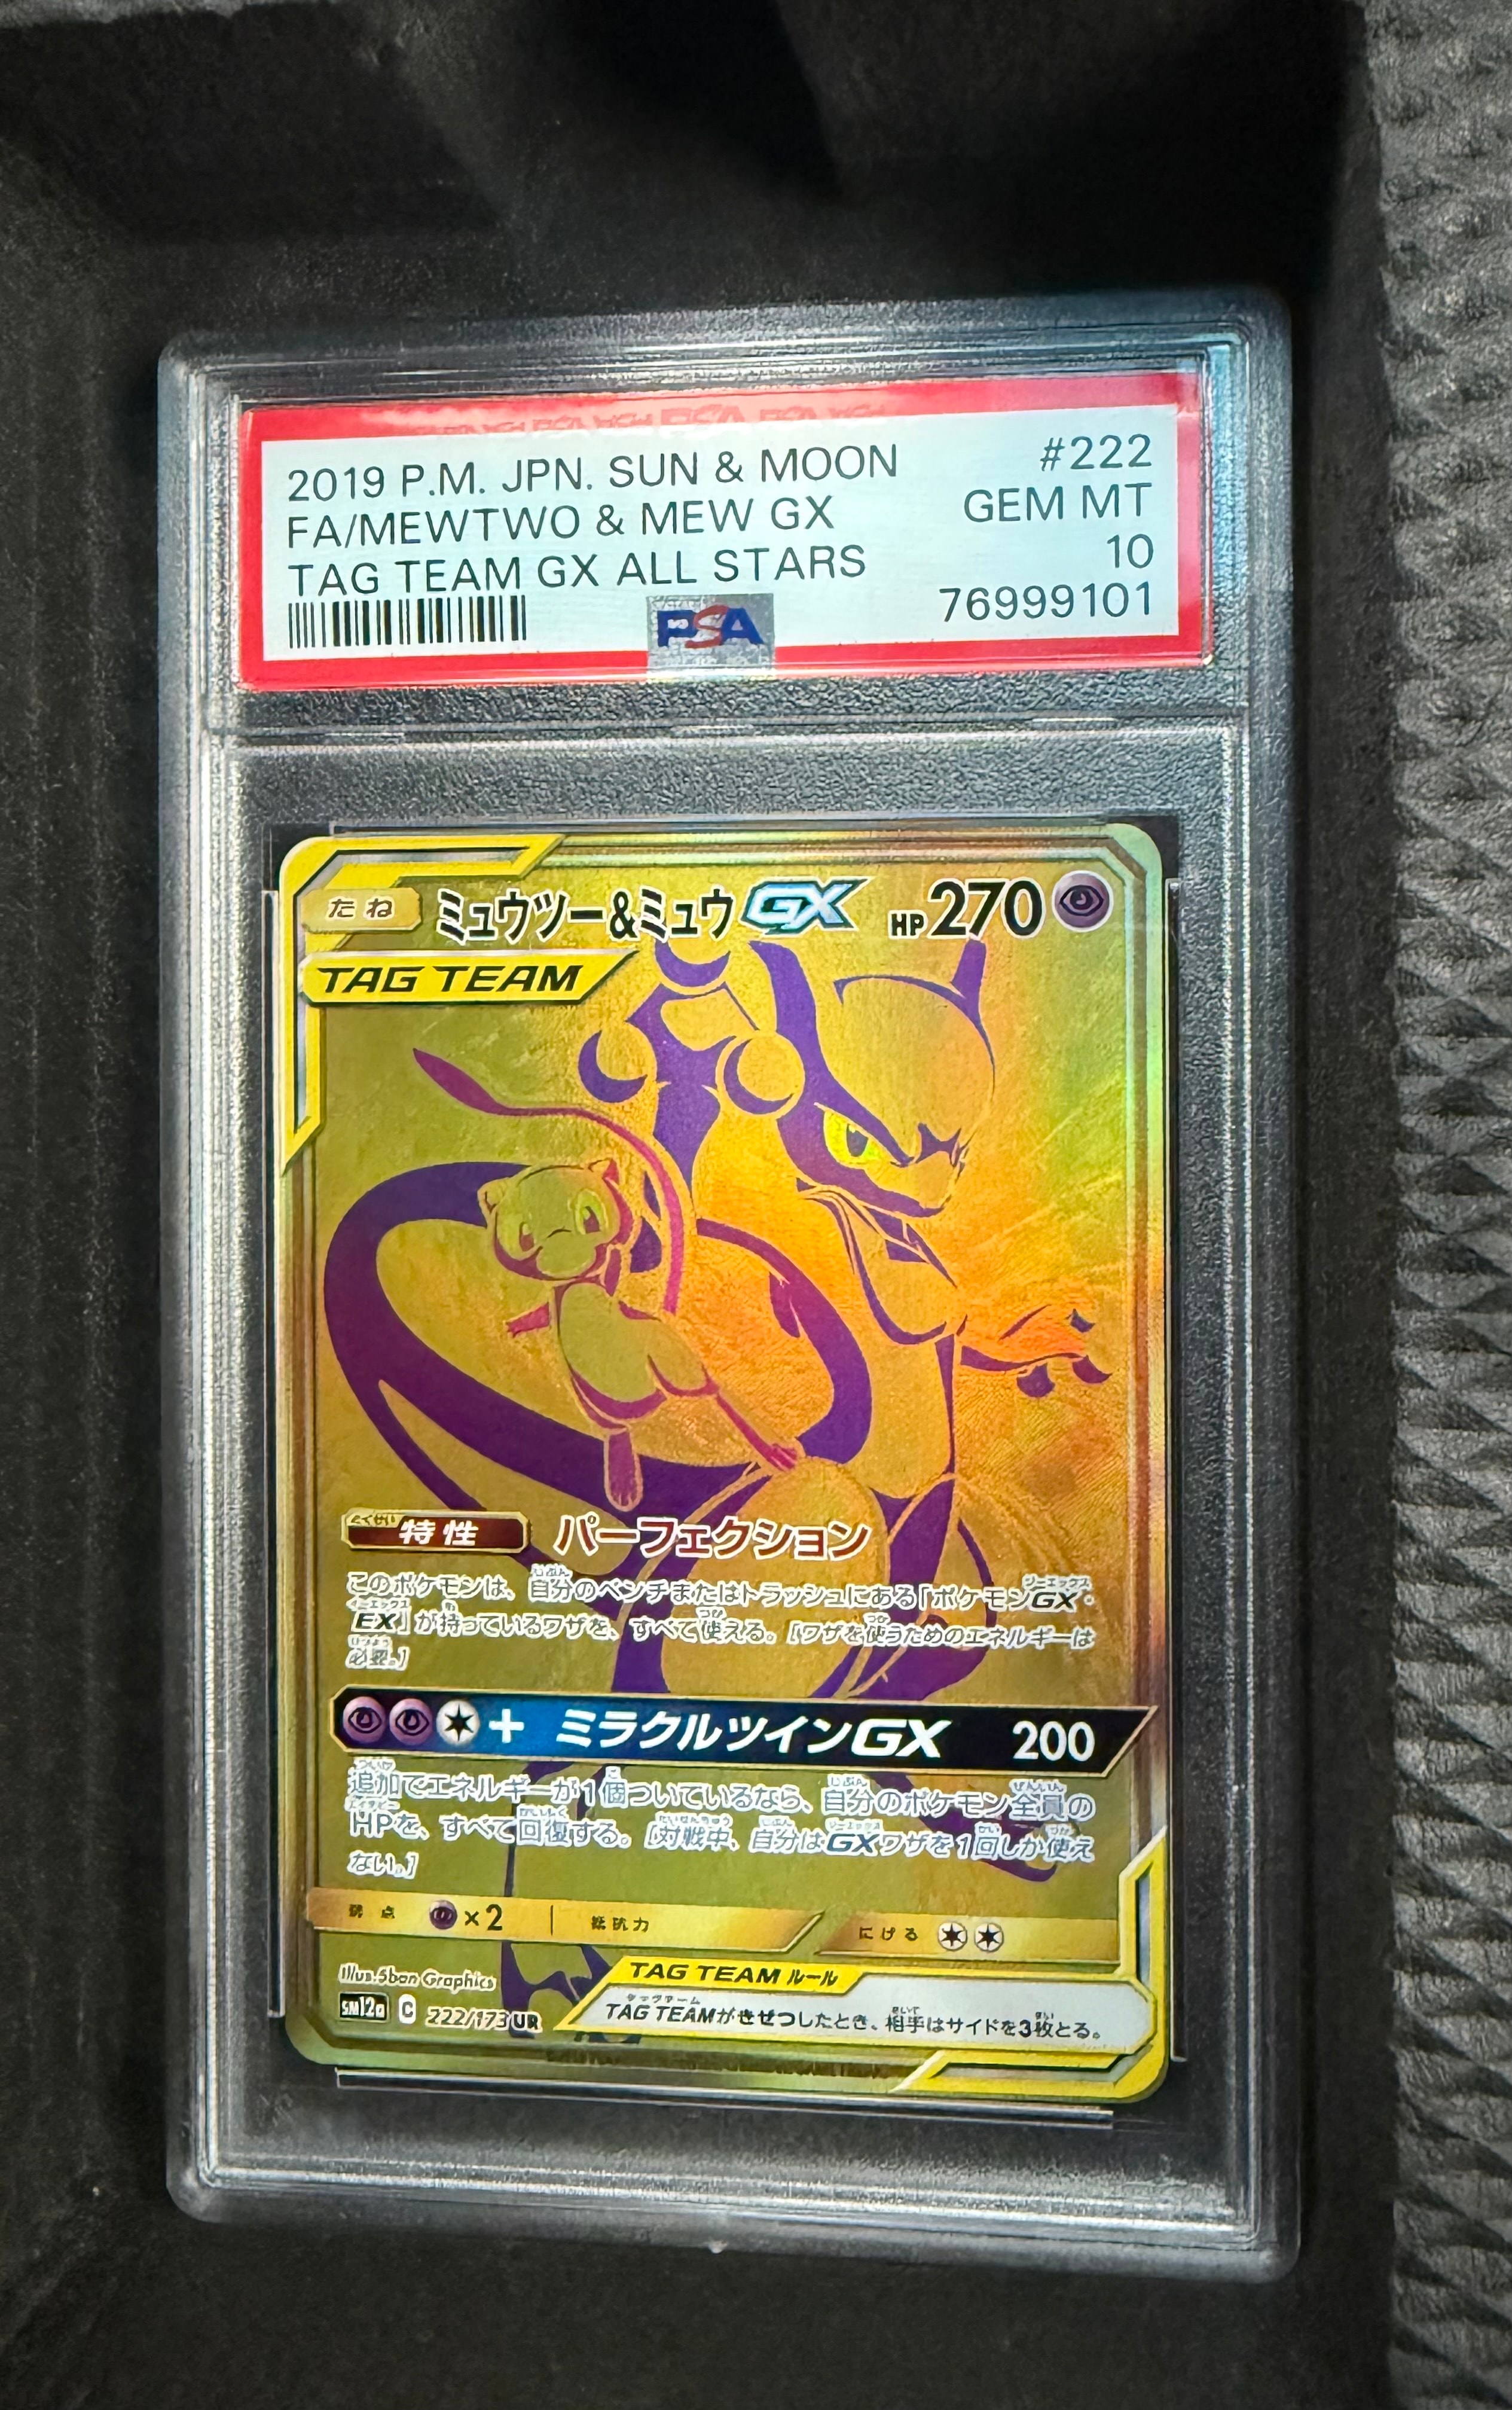 2019 P.M. JPN. SUN & MOON #222
FA/MEWTWO & MEW GX GEM MT
TAG TEAM GX ALL STARS 10
PSA 76999101
たね ミュウツー&ミュウGX HP270
TAG TEAM
特性 パーフェクション
このポケモンは、自分のベンチまたはトラッシュにある「ポケモンGX・
EX」が持っているワザを、すべて使える。[ワザを使うためのエネルギーは
必要。]
+ ミラクルツインGX 200
追加でエネルギーが1個ついているなら、自分のポケモン全員の
HPを、すべて回復する。[対戦中、自分はGXワザを1回しか使え
ない。]
弱点 ×2 抵抗力 にげる
Illus.5ban Graphics
TAG TEAM ルール
SM12a C 222/173 UR
TAG TEAMがきぜつしたとき、相手はサイドを3枚とる。